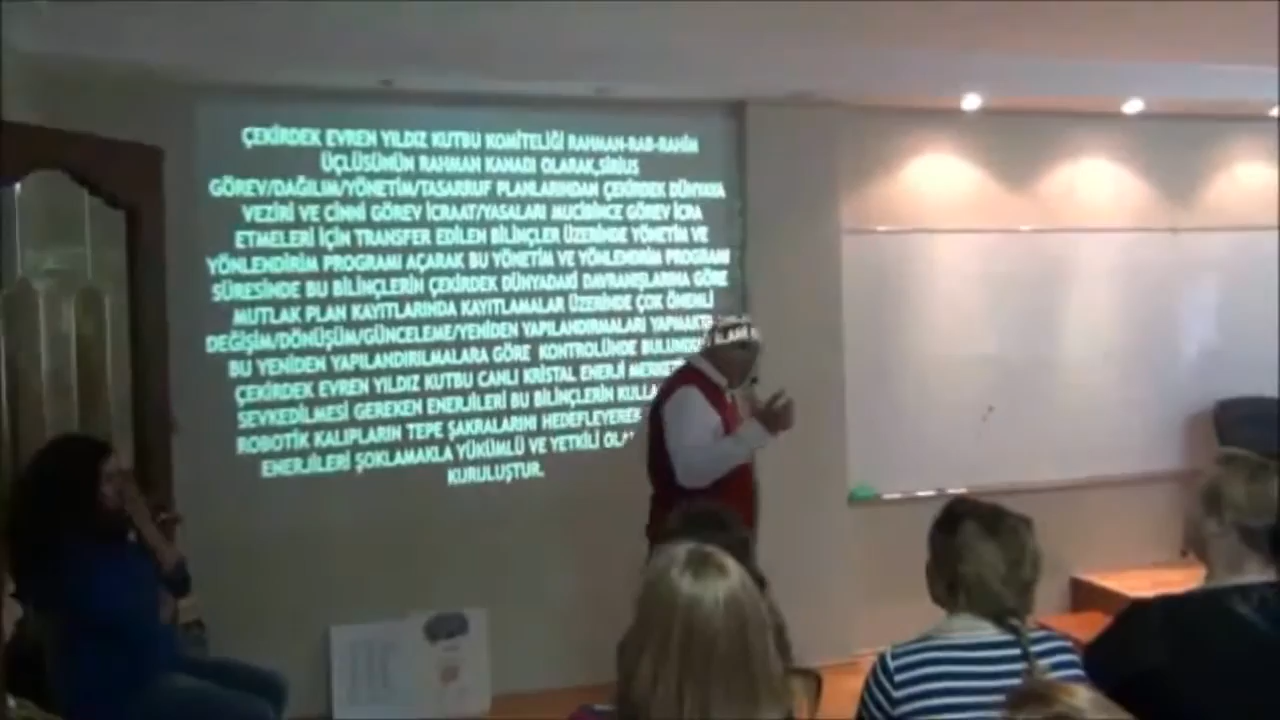 ÇEKİRDEK EVREN YILDIZ KUTBU KOMİTELİĞİ RAHMAN-RAB-RAHİM
ÜÇLÜSÜNÜN RAHMAN KANADI OLARAK,SİRİUS
GÖREV/DAĞILIM/YÖNETİM/TASARRUF PLANLARINDAN ÇEKİRDEK DÜNYAYA
VEZİRİ VE CİNNİ GÖREV İCRAAT/YASALARI MUCİBİNCE GÖREV İCRA
ETMELERİ İÇİN TRANSFER EDİLEN BİLİNÇLER ÜZERİNDE YÖNETİM VE
YÖNLENDİRİM PROGRAMI AÇARAK BU YÖNETİM VE YÖNLENDİRİM PROGRAMI
SÜRESİNDE BU BİLİNÇLERİN ÇEKİRDEK DÜNYADAKİ DAVRANIŞLARINA GÖRE
MUTLAK PLAN KAYITLARINDA KAYITLAMALAR ÜZERİNDE ÇOK ÖNEMLİ
DEĞİŞİM/DÖNÜŞÜM/GÜNCELEME/YENİDEN YAPILANDIRMALARI
BU YENİDEN YAPILANDIRILMALARA GÖRE KONTROLÜNDE
ÇEKİRDEK EVREN YILDIZ KUTBU CANLI KRİSTAL ENERJİ
SEVKEDİLMESİ GEREKEN ENERJİLERİ BU BİLİNÇLERİN
ROBOTİK KALIPLARIN TEPE ŞAKRALARINI HEDEFLEYEREK
ENERJİLERİ ŞOKLAMAKLA YÜKÜMLÜ VE YETKİLİ
KURULUŞTUR.